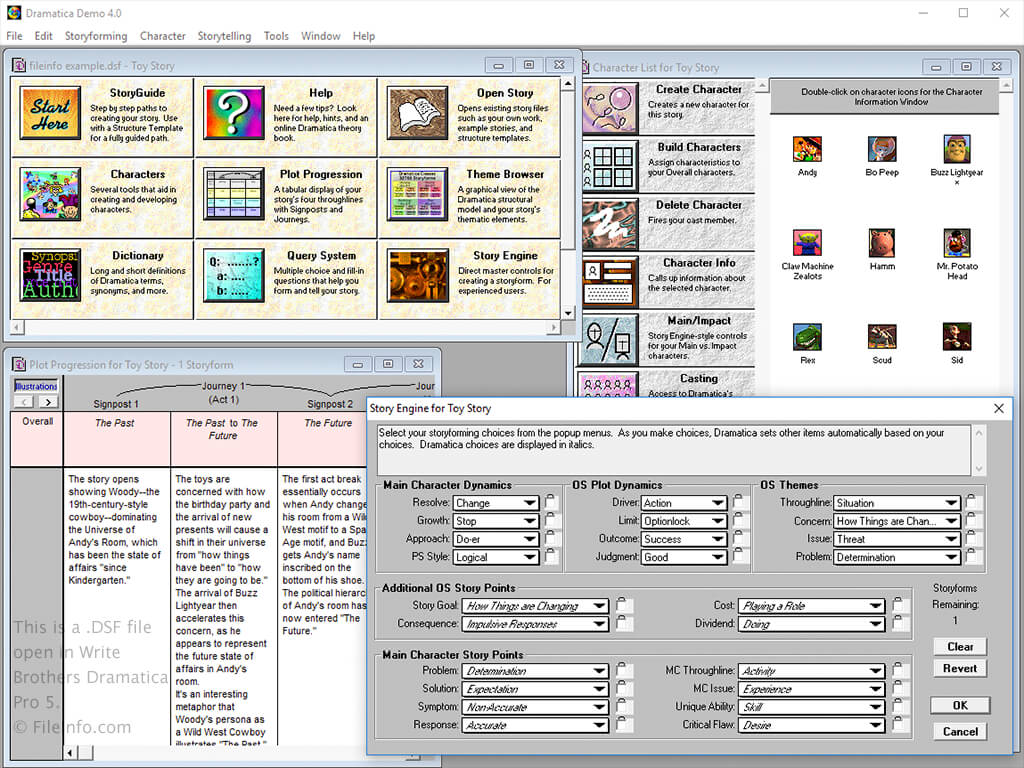 Dramatica Demo 4.0
File Edit Storyforming Character Storytelling Tools Window Help
fileinfo example.dsf - Toy Story
Start
Here
StoryGuide
Step by step paths to
creating your story. Use
with a Structure Template
for a fully guided path.
Help
Need a few tips? Look
here for help, hints, and an
online Dramatica theory
book.
Open Story
Opens existing story files
such as your own work,
example stories, and
structure templates.
Characters
Several tools that aid in
creating and developing
characters.
Plot Progression
A tabular display of your
story's four throughlines
with Signposts and
Journeys.
Theme Browser
A graphical view of the
Dramatica structural
model and your story's
thematic elements.
Synopsis
Genre
Title
Autho
Dictionary
Long and short definitions
of Dramatica terms,
synonyms, and more.
Q: ......?
a: ....
b: ....
Query System
Multiple choice and fill-in
questions that help you
form and tell your story.
Story Engine
Direct master controls for
creating a storyform. For
experienced users.
Character List for Toy Story
Create Character
Creates a new character for
this story.
Build Characters
Assign characteristics to
your Overall characters.
Delete Character
Fires your cast member.
Character Info
Calls up information about
the selected character.
Main/Impact
Story Engine-style controls
for your Main vs. Impact
characters.
Casting
Access to Dramatica's
Double-click on character icons for the Character
Information Window
Andy
Bo Peep
Buzz Lightyear
x
Claw Machine
Zealots
Hamm
Mr. Potato
Head
Rex
Scud
Sid
Plot Progression for Toy Story - 1 Storyform
Illustrations
< >
Signpost 1
Journey 1
(Act 1)
Signpost 2
Jour
Overall
The Past
The Past to The
Future
The Future
The story opens
showing Woody--the
19th-century-style
cowboy--dominating
the Universe of
Andy's Room, which
has been the state of
affairs "since
Kindergarten."
The toys are
concerned with how
the birthday party and
the arrival of new
presents will cause a
shift in their universe
from "how things
have been" to "how
they are going to be."
The arrival of Buzz
Lightyear then
accelerates this
concern, as he
appears to represent
the future state of
affairs in Andy's
room.
It's an interesting
metaphor that
Woody's persona as
a Wild West Cowboy
illustrates "The Past,"
The first act break
essentially occurs
when Andy change
his room from a Wil
West motif to a Spa
Age motif, and Buz
gets Andy's name
inscribed on the
bottom of his shoe.
The political hierarc
of Andy's room has
now entered "The
Future."
This is a .DSF file
open in Write
Brothers Dramatica
Pro 5.
© FileInfo.com
Story Engine for Toy Story
Select your storyforming choices from the popup menus. As you make choices, Dramatica sets other items automatically based on your
choices. Dramatica choices are displayed in italics.
Main Character Dynamics
Resolve: Change
Growth: Stop
Approach: Do-er
PS Style: Logical
OS Plot Dynamics
Driver: Action
Limit: Optionlock
Outcome: Success
Judgment: Good
OS Themes
Throughline: Situation
Concern: How Things are Chan...
Issue: Threat
Problem: Determination
Additional OS Story Points
Story Goal: How Things are Changing
Consequence: Impulsive Responses
Cost: Playing a Role
Dividend: Doing
Main Character Story Points
Problem: Determination
Solution: Expectation
Symptom: Non-Accurate
Response: Accurate
MC Throughline: Activity
MC Issue: Experience
Unique Ability: Skill
Critical Flaw: Desire
Storyforms
Remaining:
1
Clear
Revert
OK
Cancel